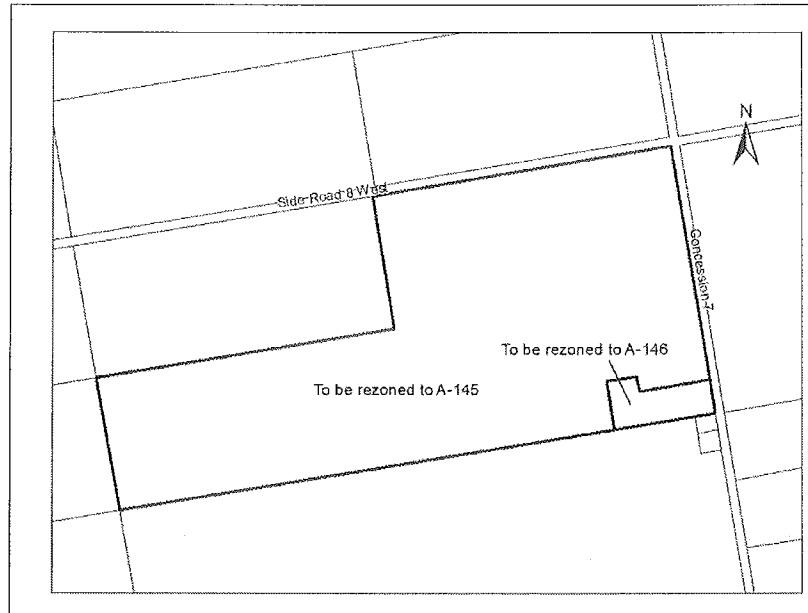 N
Side Road 8 West
Concession 7
To be rezoned to A-146
To be rezoned to A-145